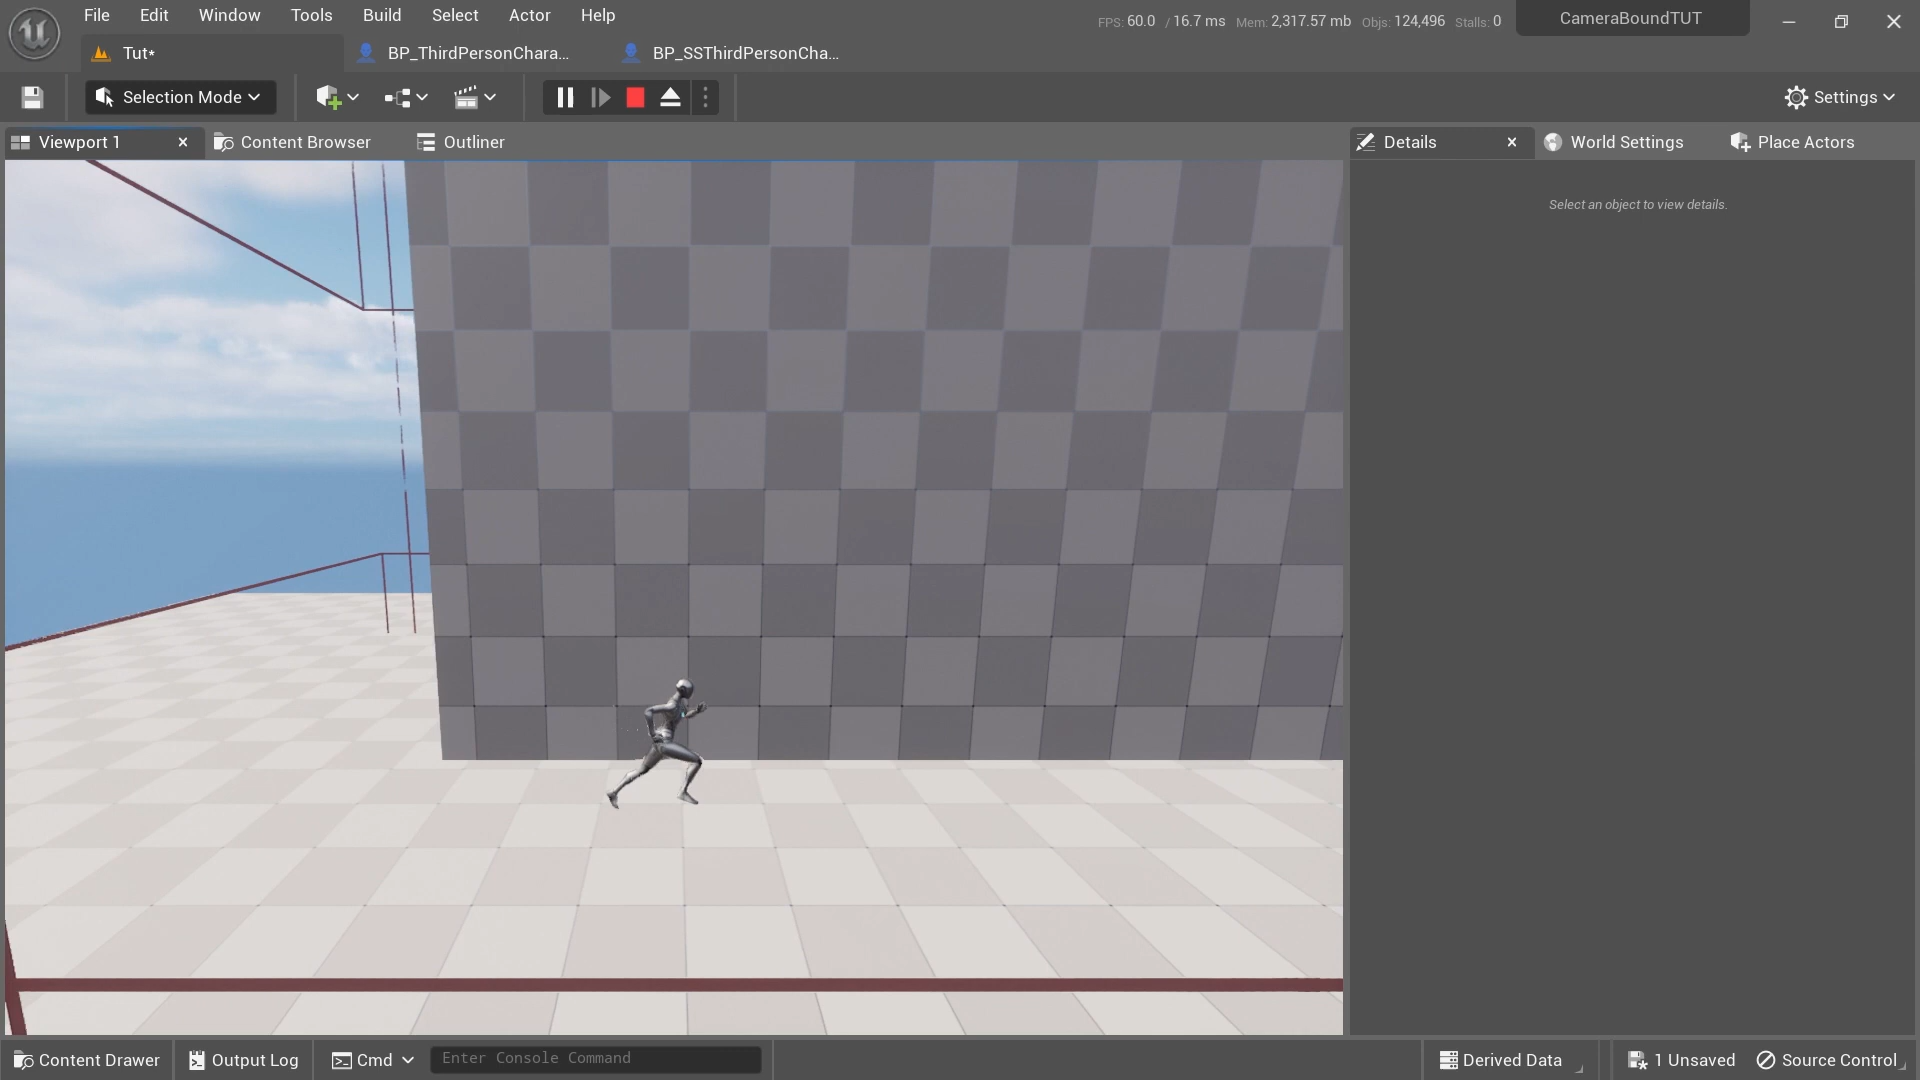 File Edit Window Tools Build Select Actor Help
FPS: 60.0 / 16.7 ms Mem: 2,317.57 mb Objs: 124,496 Stalls: 0
CameraBoundTUT
Tut*
BP_ThirdPersonChara...
BP_SSThirdPersonCha...
Selection Mode
Settings
Viewport 1
Content Browser
Outliner
Details
World Settings
Place Actors
Select an object to view details.
Content Drawer
Output Log
Cmd
Enter Console Command
Derived Data
1 Unsaved
Source Control